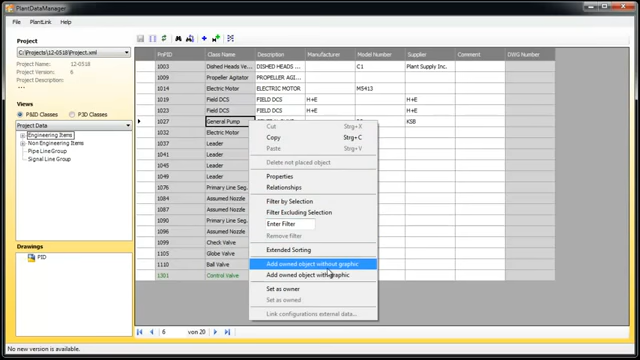 PlantDataManager
File PlantLink Help
Project
C:\Projects\12-0518\Project.xml
Project Name: 12-0518
Project Version: 6
Project Description:
...
Views
P&ID Classes P3D Classes
Project Data
Engineering Items
Non Engineering Items
Pipe Line Group
Signal Line Group
Drawings
PID
PnPID Class Name Description Manufacturer Model Number Supplier Comment DWG Number
1003 Dished Heads Ve... DISHED HEADS V... C1 Plant Supply Inc.
1009 Propeller Agitator PROPELLER AGI...
1014 Electric Motor ELECTRIC MOTOR M5413
1019 Field DCS FIELD DCS H+E H+E
1023 Field DCS FIELD DCS H+E H+E
1027 General Pump KSB
1032 Electric Motor
1037 Leader
1041 Leader
1045 Leader
1076 Primary Line Seg...
1084 Assumed Nozzle
1090 Primary Line Seg...
1096 Assumed Nozzle
1099 Check Valve
1105 Globe Valve
1110 Ball Valve
1301 Control Valve
Cut Strg+X
Copy Strg+C
Paste Strg+V
Delete not placed object
Properties
Relationships
Filter by Selection
Filter Excluding Selection
Enter Filter
Remove Filter
Extended Sorting
Add owned object without graphic
Add owned object with graphic
Set as owner
Set as owned
Link configurations external data...
6 von 20
No new version is available.